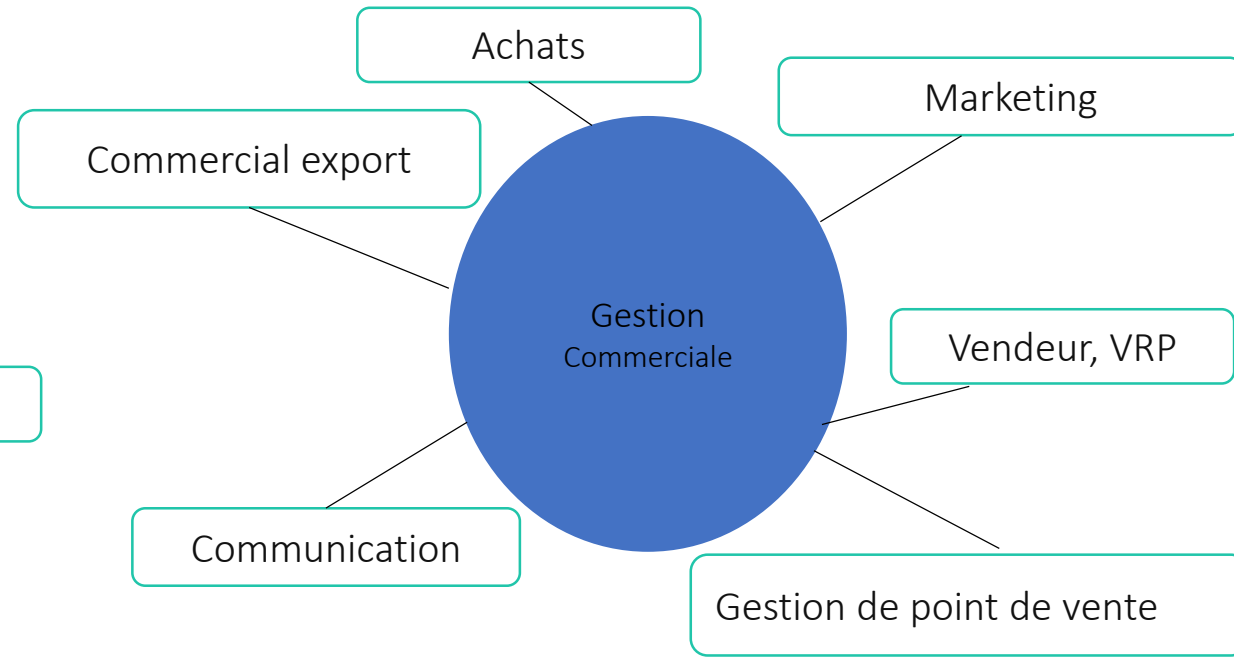 Achats
Marketing
Commercial export
Gestion
Commerciale
Vendeur, VRP
Communication
Gestion de point de vente